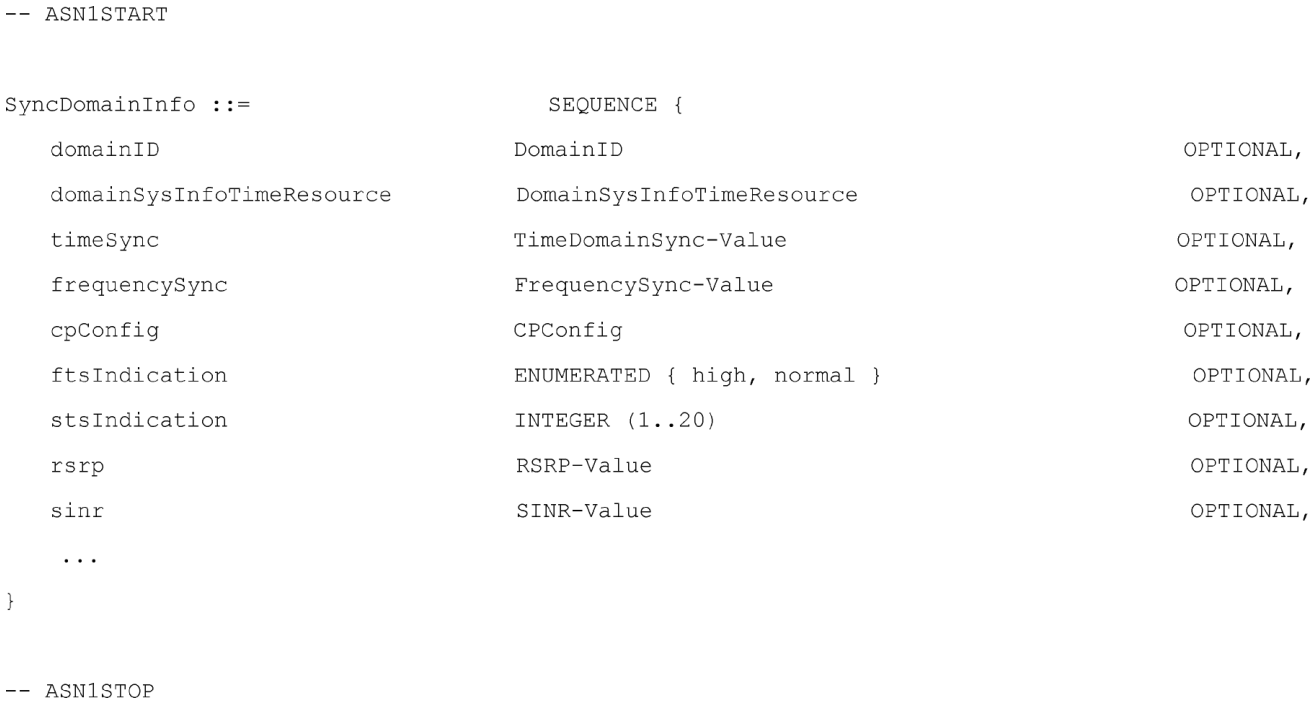 -- ASN1START
SyncDomainInfo ::= SEQUENCE {
domainID DomainID OPTIONAL,
domainSysInfoTimeResource DomainSysInfoTimeResource OPTIONAL,
timeSync TimeDomainSync-Value OPTIONAL,
frequencySync FrequencySync-Value OPTIONAL,
cpConfig CPConfig OPTIONAL,
ftsIndication ENUMERATED { high, normal } OPTIONAL,
stsIndication INTEGER (1..20) OPTIONAL,
rsrp RSRP-Value OPTIONAL,
sinr SINR-Value OPTIONAL,
...
}
-- ASN1STOP